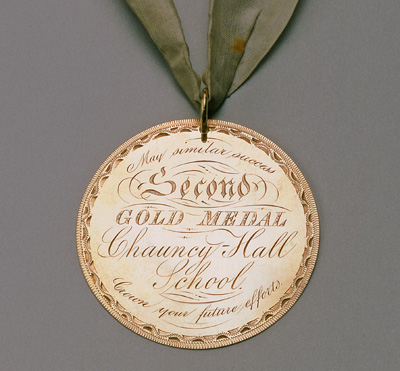 May similar success
Second
GOLD MEDAL
Chauncy-Hall
School.
Crown your future efforts.